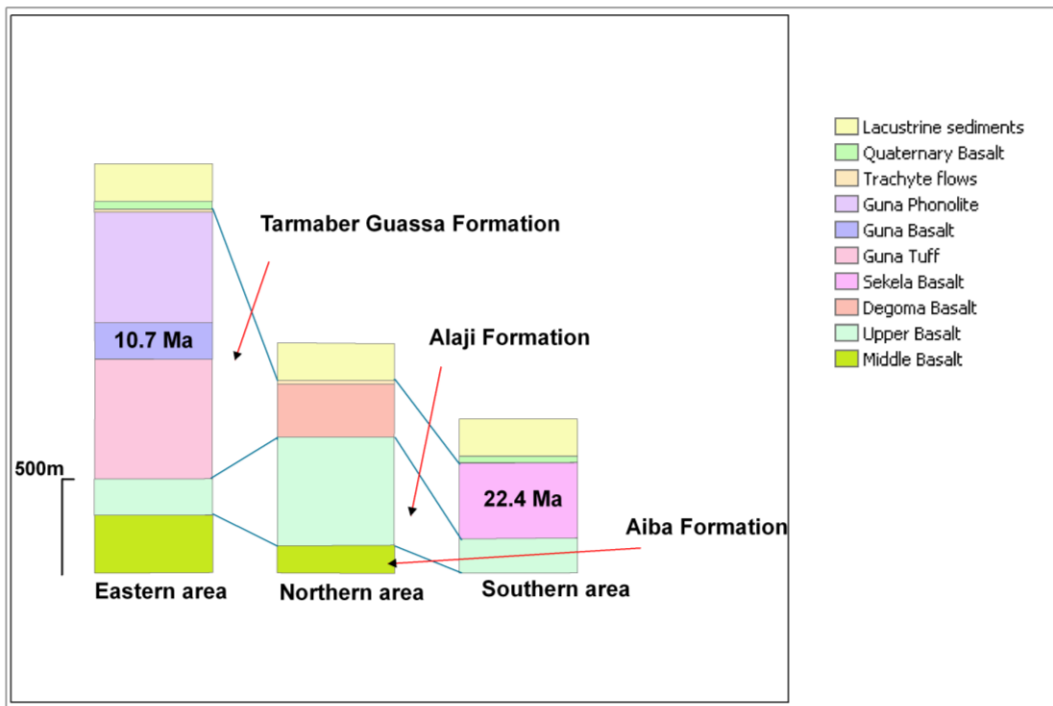 Tarmaber Guassa Formation
Alaji Formation
10.7 Ma
500m
22.4 Ma
Aiba Formation
Eastern area
Northern area
Southern area
Lacustrine sediments
Quaternary Basalt
Trachyte flows
Guna Phonolite
Guna Basalt
Guna Tuff
Sekela Basalt
Degoma Basalt
Upper Basalt
Middle Basalt